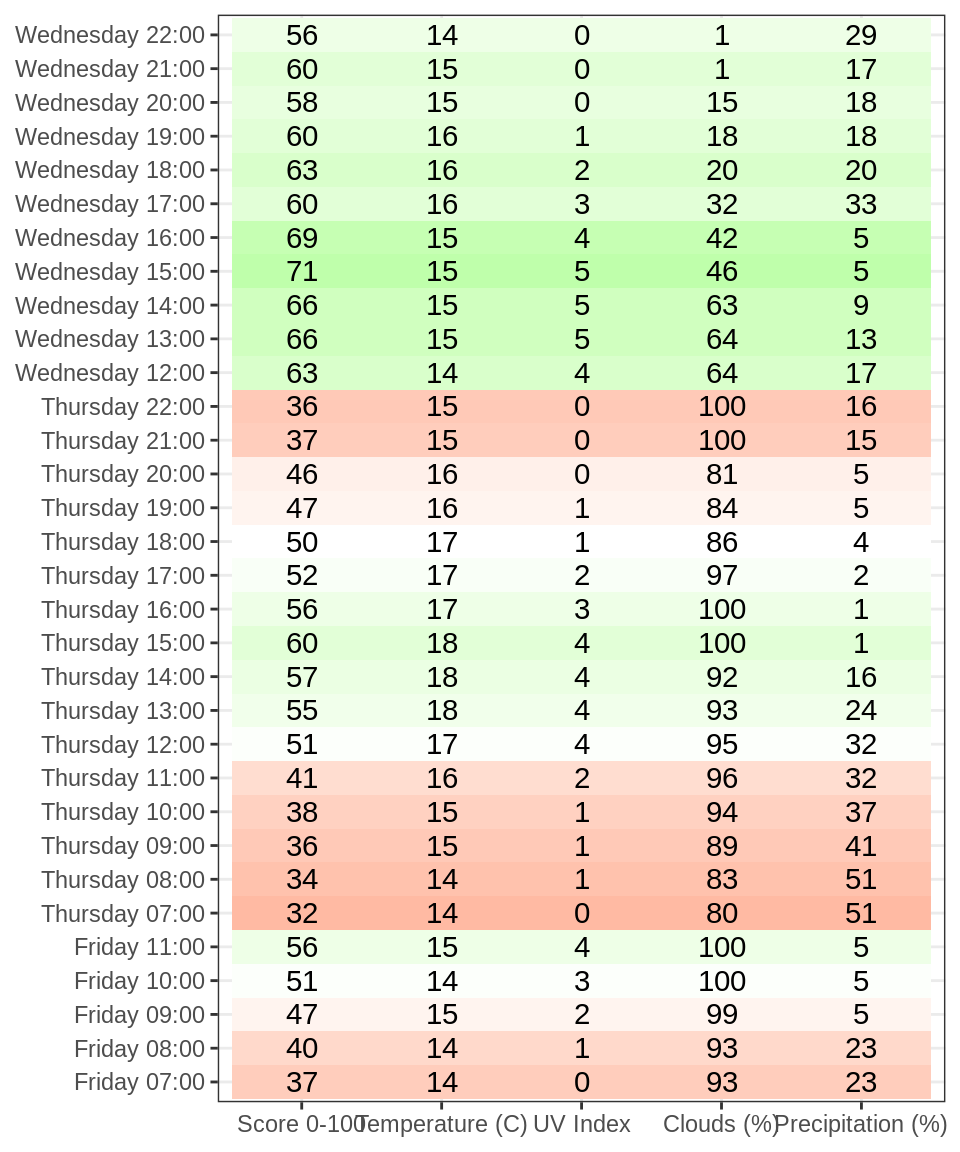 Wednesday 22:00 56 14 0 1 29
Wednesday 21:00 60 15 0 1 17
Wednesday 20:00 58 15 0 15 18
Wednesday 19:00 60 16 1 18 18
Wednesday 18:00 63 16 2 20 20
Wednesday 17:00 60 16 3 32 33
Wednesday 16:00 69 15 4 42 5
Wednesday 15:00 71 15 5 46 5
Wednesday 14:00 66 15 5 63 9
Wednesday 13:00 66 15 5 64 13
Wednesday 12:00 63 14 4 64 17
Thursday 22:00 36 15 0 100 16
Thursday 21:00 37 15 0 100 15
Thursday 20:00 46 16 0 81 5
Thursday 19:00 47 16 1 84 5
Thursday 18:00 50 17 1 86 4
Thursday 17:00 52 17 2 97 2
Thursday 16:00 56 17 3 100 1
Thursday 15:00 60 18 4 100 1
Thursday 14:00 57 18 4 92 16
Thursday 13:00 55 18 4 93 24
Thursday 12:00 51 17 4 95 32
Thursday 11:00 41 16 2 96 32
Thursday 10:00 38 15 1 94 37
Thursday 09:00 36 15 1 89 41
Thursday 08:00 34 14 1 83 51
Thursday 07:00 32 14 0 80 51
Friday 11:00 56 15 4 100 5
Friday 10:00 51 14 3 100 5
Friday 09:00 47 15 2 99 5
Friday 08:00 40 14 1 93 23
Friday 07:00 37 14 0 93 23
Score 0-100 Temperature (C) UV Index Clouds (%) Precipitation (%)